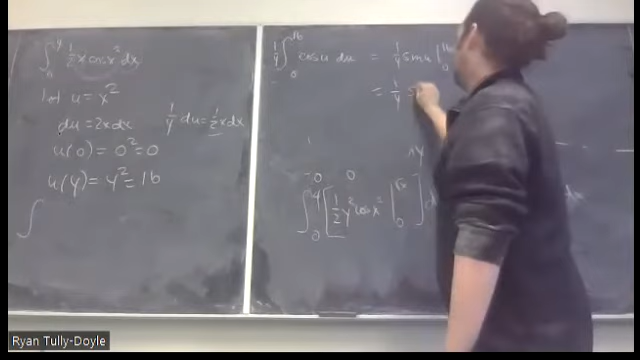 ∫₀⁴ ½ x cos x² dx
let u = x²
du = 2x dx   ¼ du = ½ x dx
u(0) = 0² = 0
u(4) = 4² = 16
∫
¼ ∫₀¹⁶ cos u du = ¼ sin u |₀¹⁶
= ¼ s
∫₀⁴ [ ½ y² cos x² |₀^√x ] d
dx
Ryan Tully-Doyle